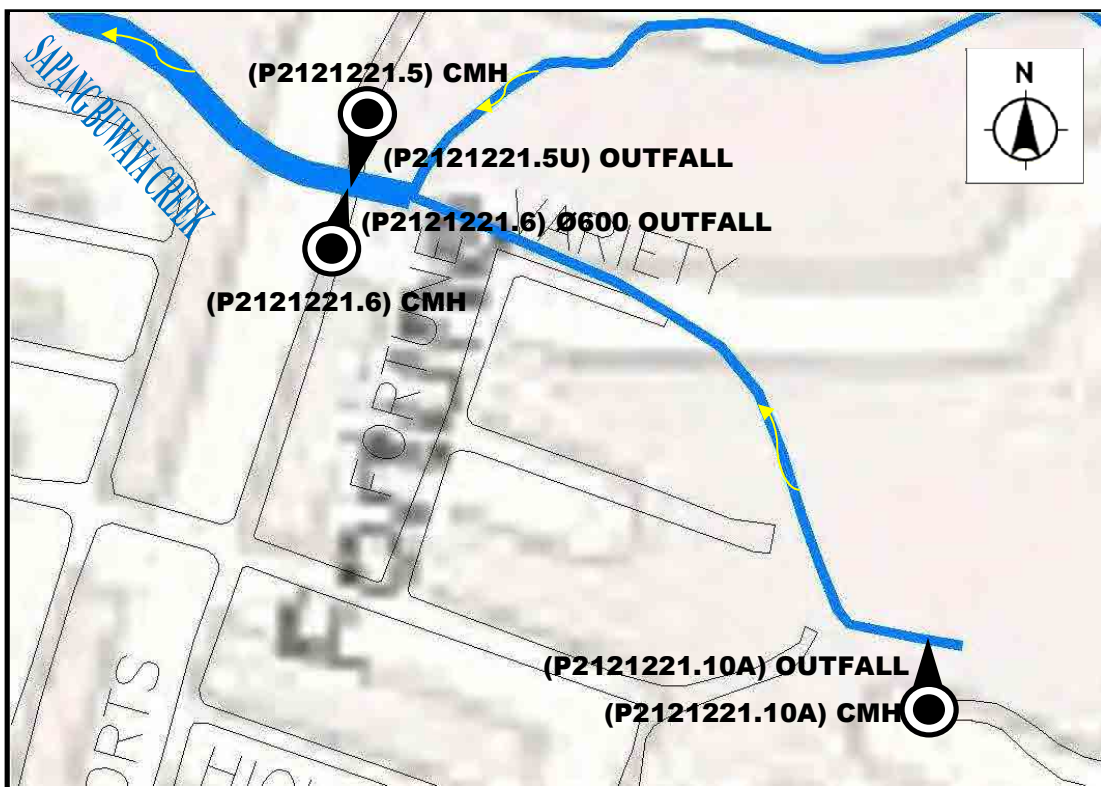 N
(P2121221.5) CMH
SAPANG BUWAYA CREEK
(P2121221.5U) OUTFALL
(P2121221.6) Ø600 OUTFALL
VARIETY
(P2121221.6) CMH
FORTUNE
(P2121221.10A) OUTFALL
(P2121221.10A) CMH
ORTS